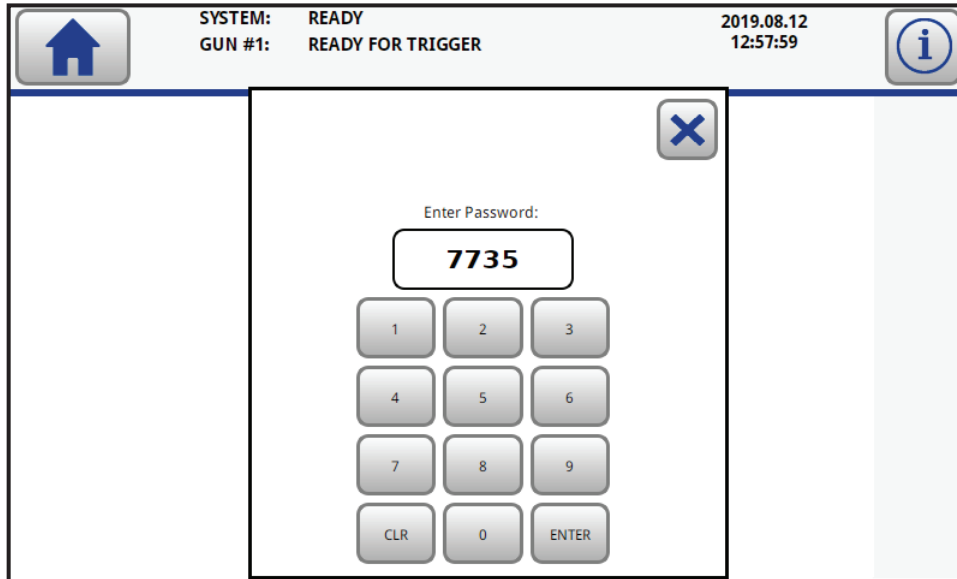 SYSTEM: READY
GUN #1: READY FOR TRIGGER
2019.08.12
12:57:59
i
Enter Password:
7735
1 2 3
4 5 6
7 8 9
CLR 0 ENTER